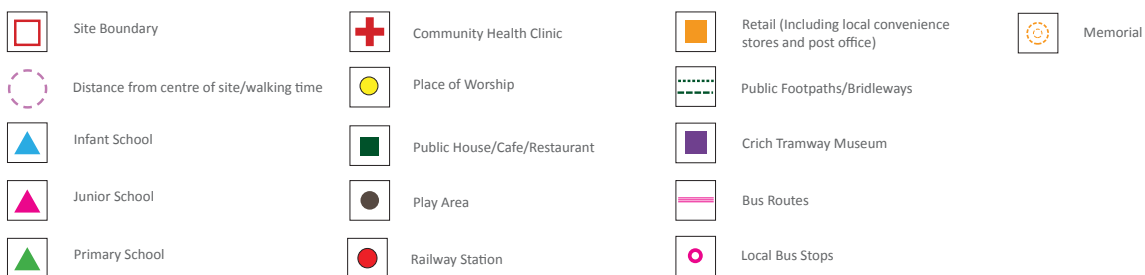 Site Boundary
Distance from centre of site/walking time
Infant School
Junior School
Primary School
Community Health Clinic
Place of Worship
Public House/Cafe/Restaurant
Play Area
Railway Station
Retail (Including local convenience
stores and post office)
Public Footpaths/Bridleways
Crich Tramway Museum
Bus Routes
Local Bus Stops
Memorial